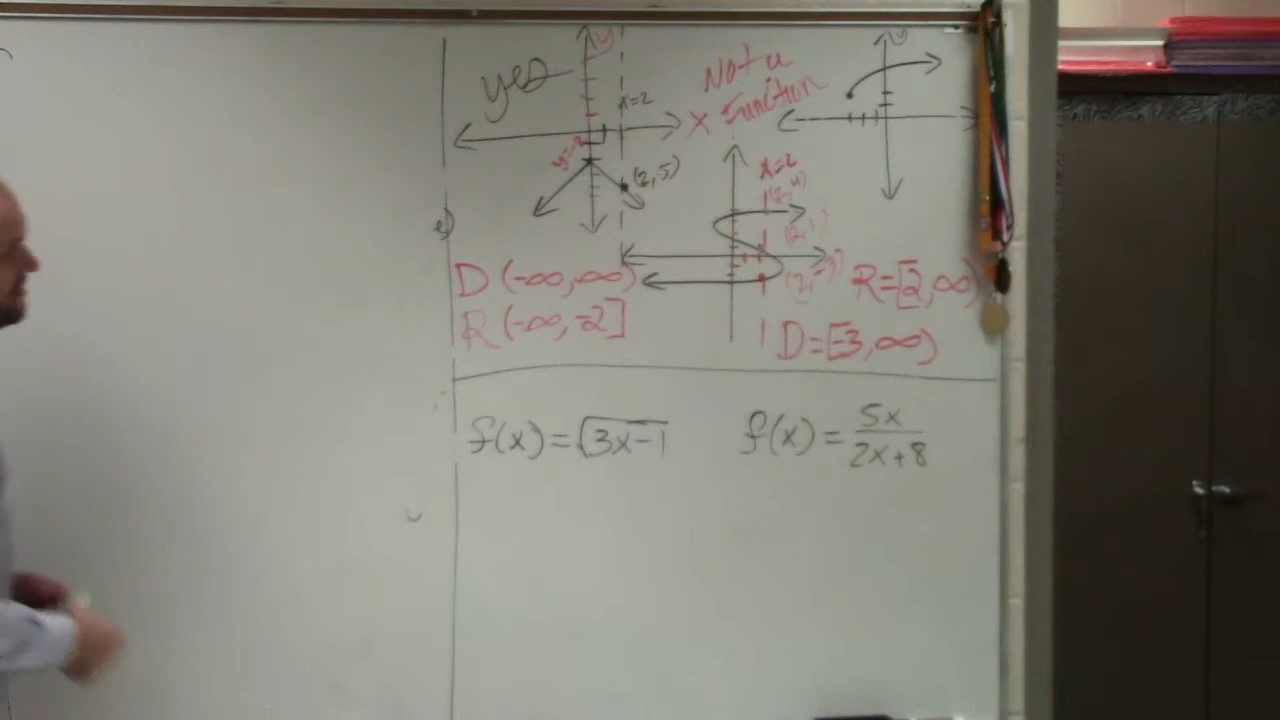 y
y
yes
Not a
x Function
x=2
(2,-5)
x=2
e)
D (-∞, ∞)
R (-∞, -2]
R=[2, ∞)
D=[-3, ∞)
f(x)=√3x-1
f(x)=5x/2x+8